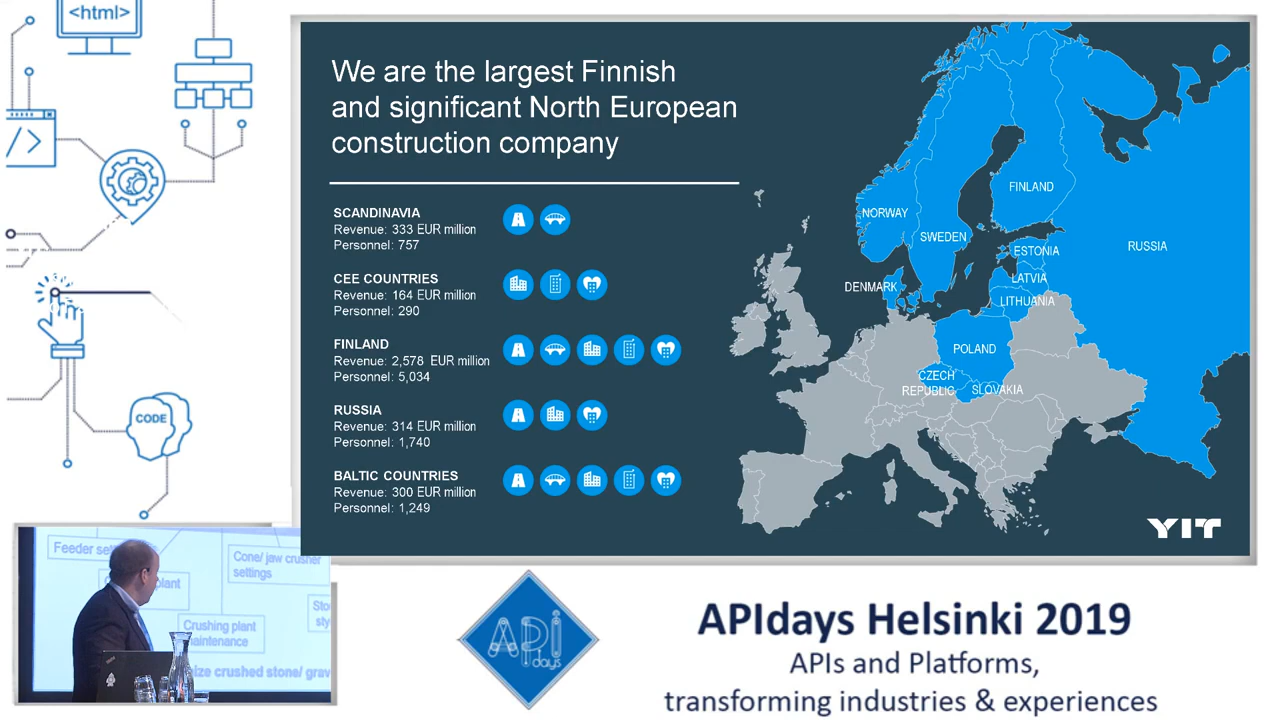 <html>
</>
CODE
We are the largest Finnish
and significant North European
construction company
SCANDINAVIA
Revenue: 333 EUR million
Personnel: 757
CEE COUNTRIES
Revenue: 164 EUR million
Personnel: 290
FINLAND
Revenue: 2,578 EUR million
Personnel: 5,034
RUSSIA
Revenue: 314 EUR million
Personnel: 1,740
BALTIC COUNTRIES
Revenue: 300 EUR million
Personnel: 1,249
FINLAND
NORWAY
SWEDEN
ESTONIA
RUSSIA
LATVIA
DENMARK
LITHUANIA
POLAND
CZECH
REPUBLIC
SLOVAKIA
YIT
Feeder
Cone/ jaw crusher
settings
plant
Crushing plant
crushed stone/
API
days
APIdays Helsinki 2019
APIs and Platforms,
transforming industries & experiences